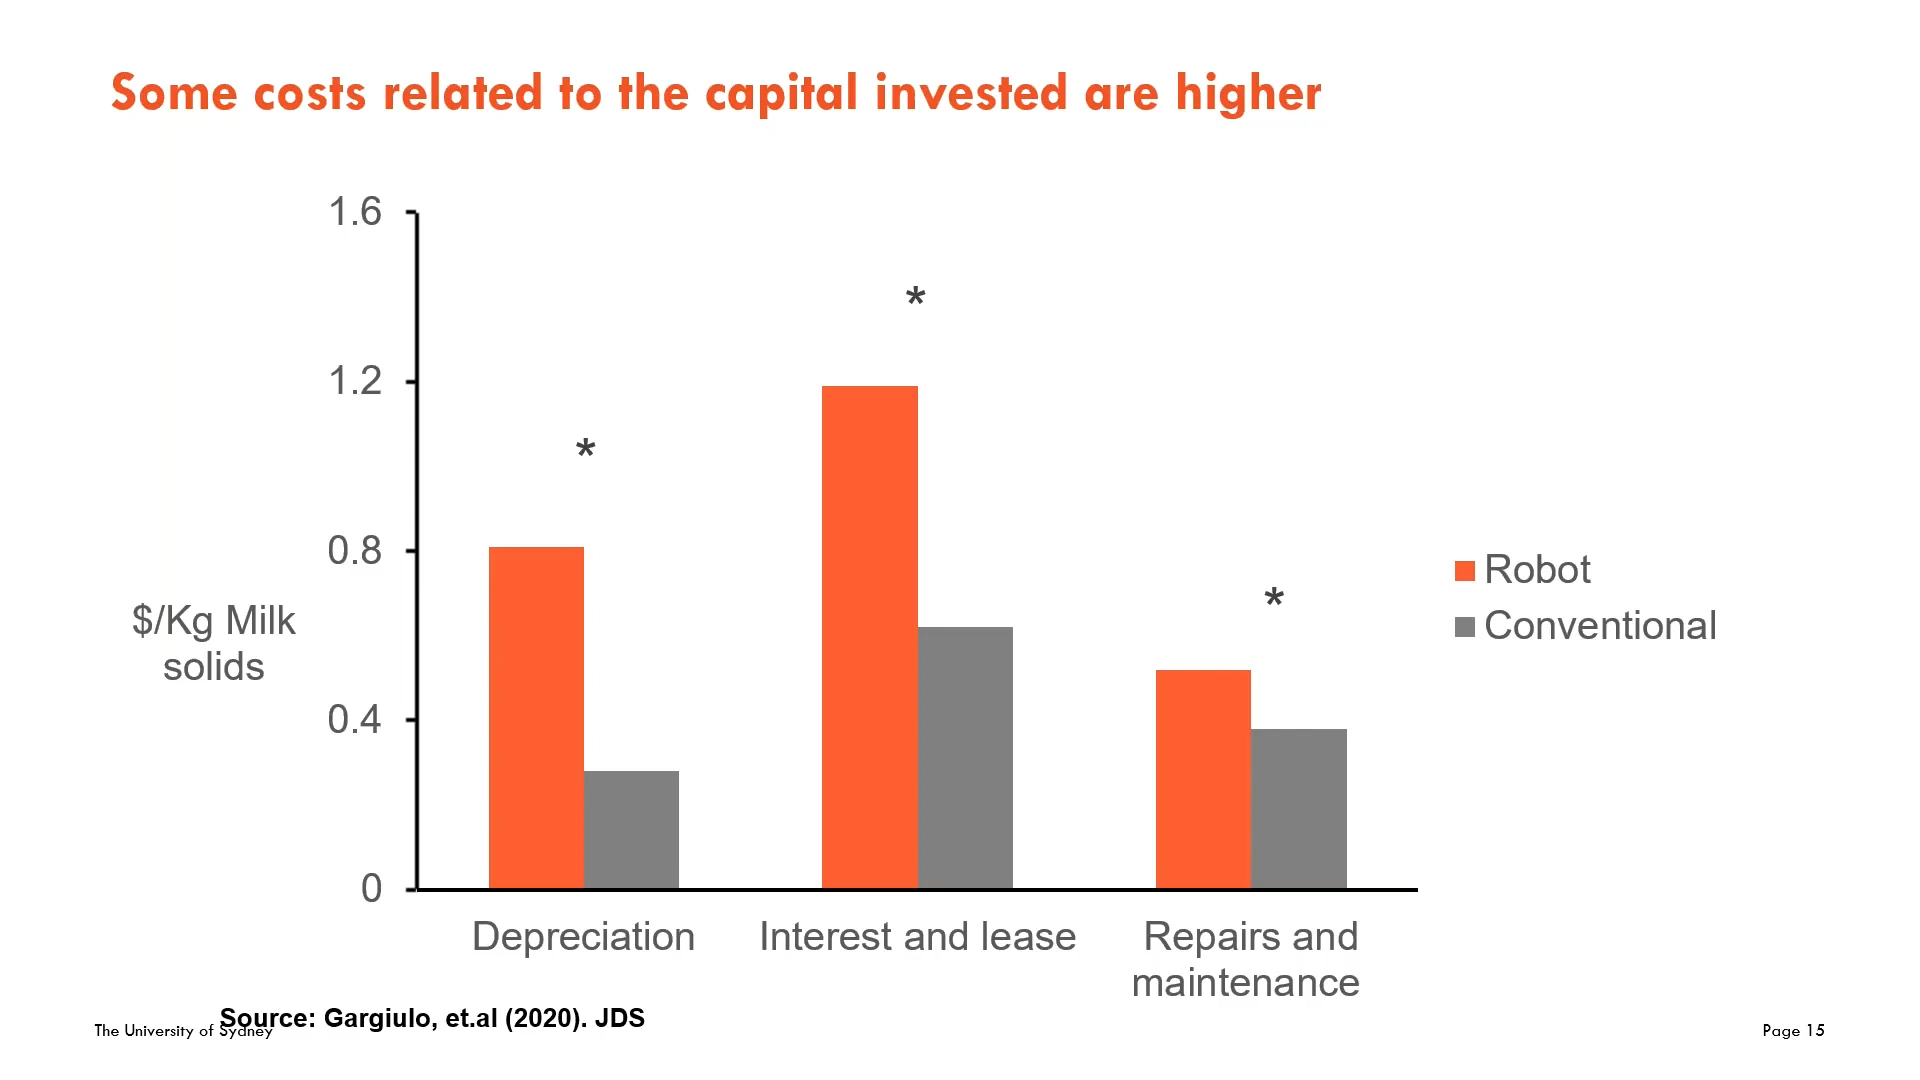 Some costs related to the capital invested are higher
1.6
1.2
0.8
0.4
0
$/Kg Milk
solids
*
*
*
Robot
Conventional
Depreciation
Interest and lease
Repairs and
maintenance
Source: Gargiulo, et.al (2020). JDS
The University of Sydney
Page 15